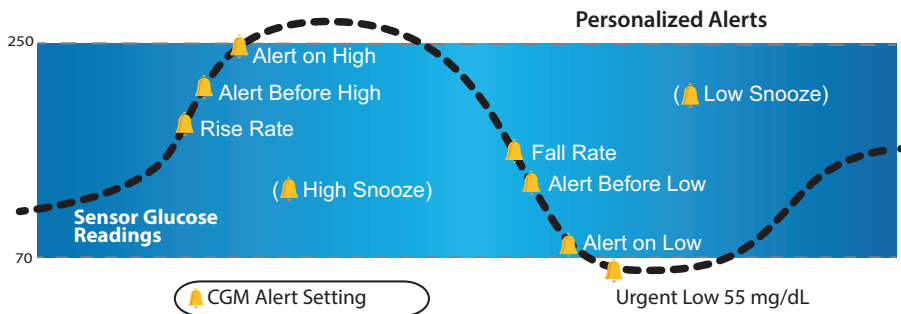 Personalized Alerts
250
Alert on High
Alert Before High
(Low Snooze)
Rise Rate
Fall Rate
Alert Before Low
(High Snooze)
Sensor Glucose
Readings
Alert on Low
70
CGM Alert Setting
Urgent Low 55 mg/dL